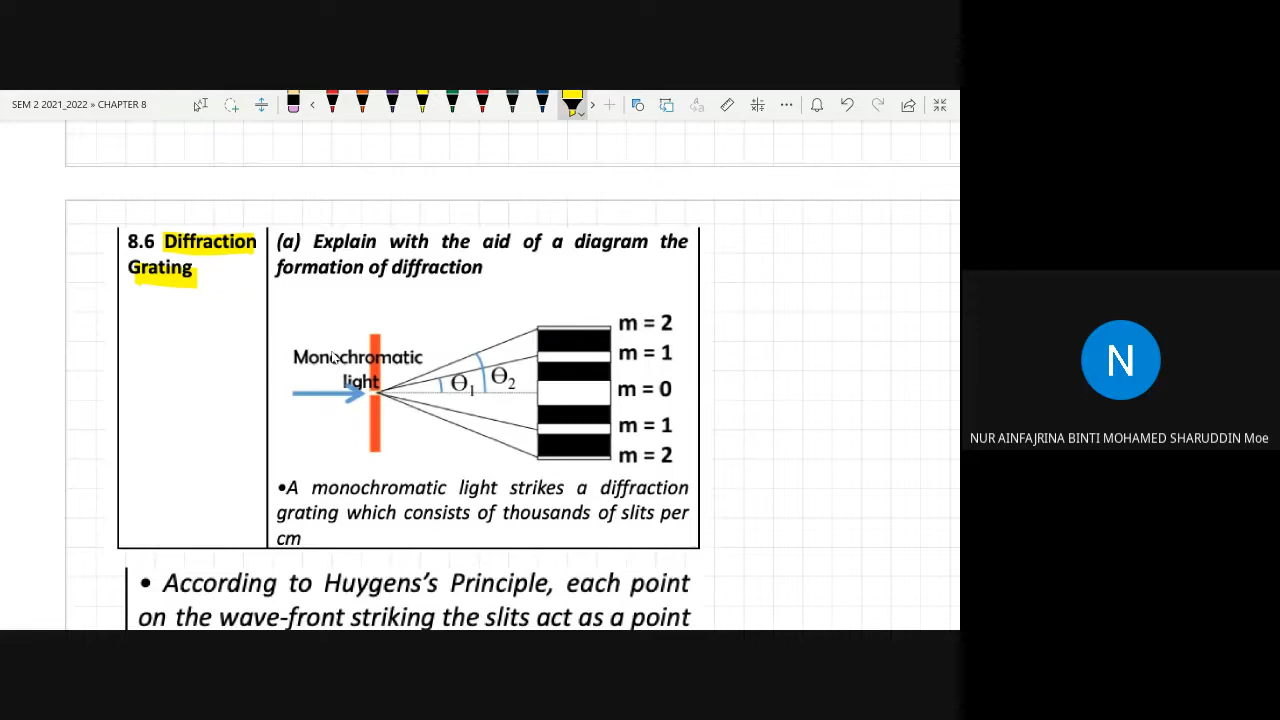 SEM 2 2021_2022 » CHAPTER 8
8.6 Diffraction
Grating
(a) Explain with the aid of a diagram the
formation of diffraction
Monochromatic
light
Ɵ1
Ɵ2
m = 2
m = 1
m = 0
m = 1
m = 2
•A monochromatic light strikes a diffraction
grating which consists of thousands of slits per
cm
• According to Huygens's Principle, each point
on the wave-front striking the slits act as a point
N
NUR AINFAJRINA BINTI MOHAMED SHARUDDIN Moe